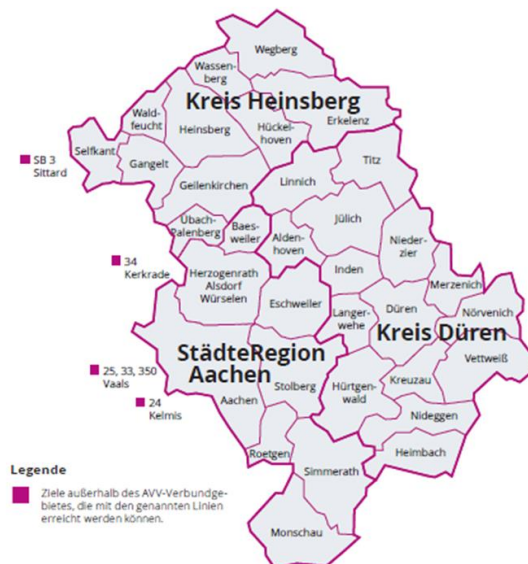 Wegberg
Wassen-
berg
Kreis Heinsberg
Wald-
feucht
Heinsberg
Hückel-
hoven
Erkelenz
Selfkant
SB 3
Sittard
Gangelt
Titz
Geilenkirchen
Linnich
Übach-
Palenberg
Baes-
weiler
Jülich
Alden-
hoven
Nieder-
zier
34
Kerkrade
Herzogenrath
Alsdorf
Würselen
Inden
Merzenich
Eschweiler
Langer-
wehe
Düren
Nörvenich
Kreis Düren
StädteRegion
Aachen
Vettweiß
25, 33, 350
Vaals
Stolberg
Hürtgen-
wald
Kreuzau
24
Kelmis
Aachen
Nideggen
Roetgen
Heimbach
Simmerath
Legende
Ziele außerhalb des AVV-Verbundge-
bietes, die mit den genannten Linien
erreicht werden können.
Monschau